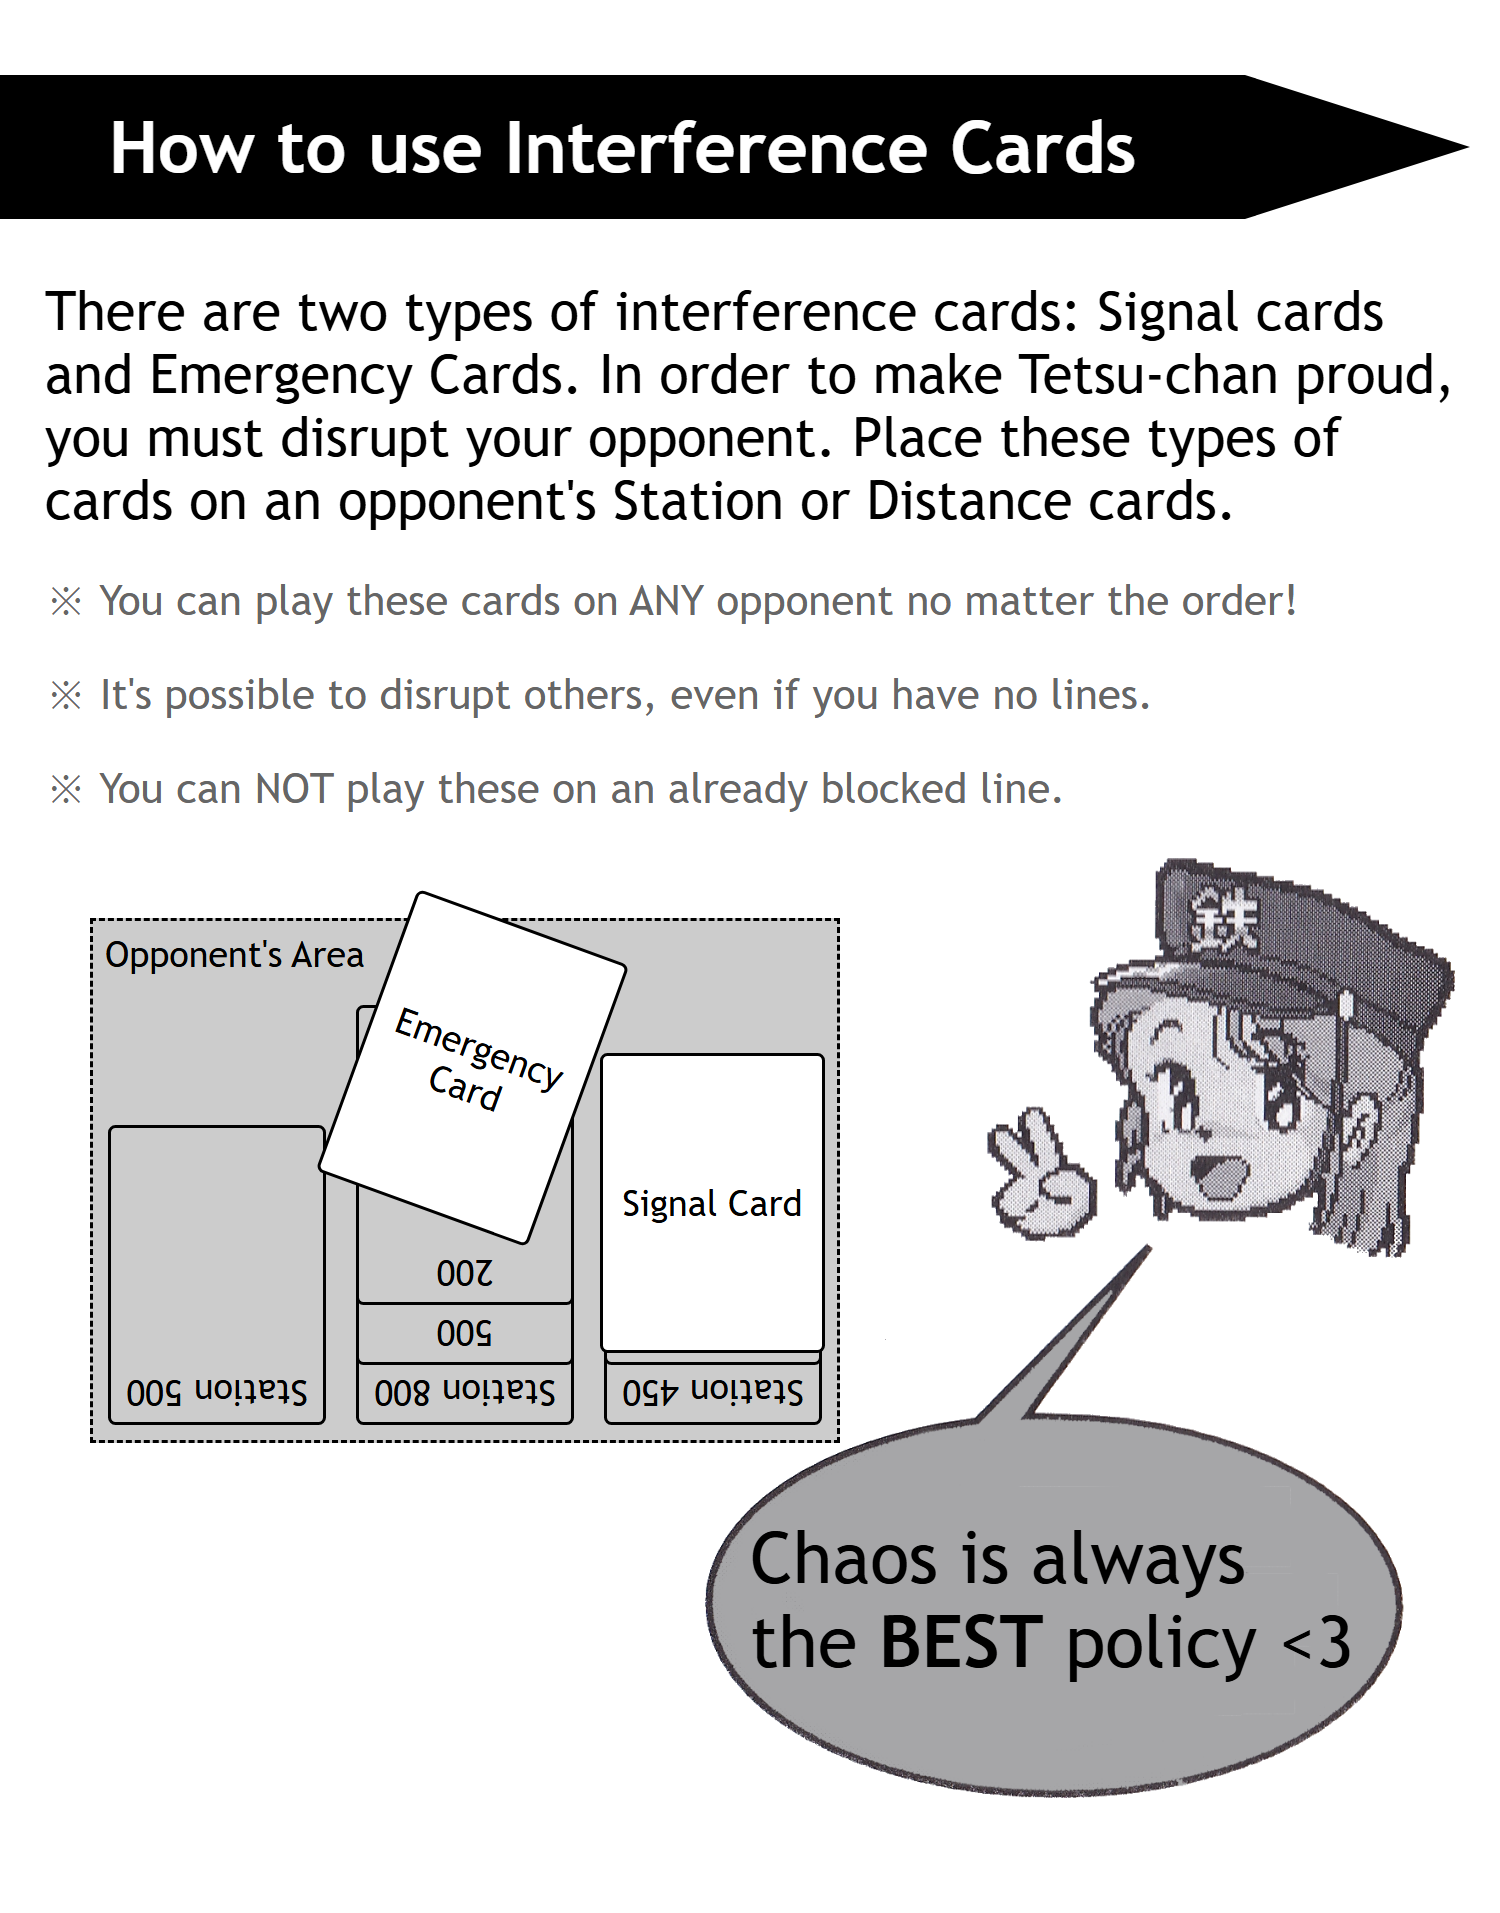 How to use Interference Cards
There are two types of interference cards: Signal cards
and Emergency Cards. In order to make Tetsu-chan proud,
you must disrupt your opponent. Place these types of
cards on an opponent's Station or Distance cards.
※ You can play these cards on ANY opponent no matter the order!
※ It's possible to disrupt others, even if you have no lines.
※ You can NOT play these on an already blocked line.
鉄
Opponent's Area
Emergency
Card
Signal Card
200
500
Station 500
Station 800
Station 450
Chaos is always
the BEST policy <3